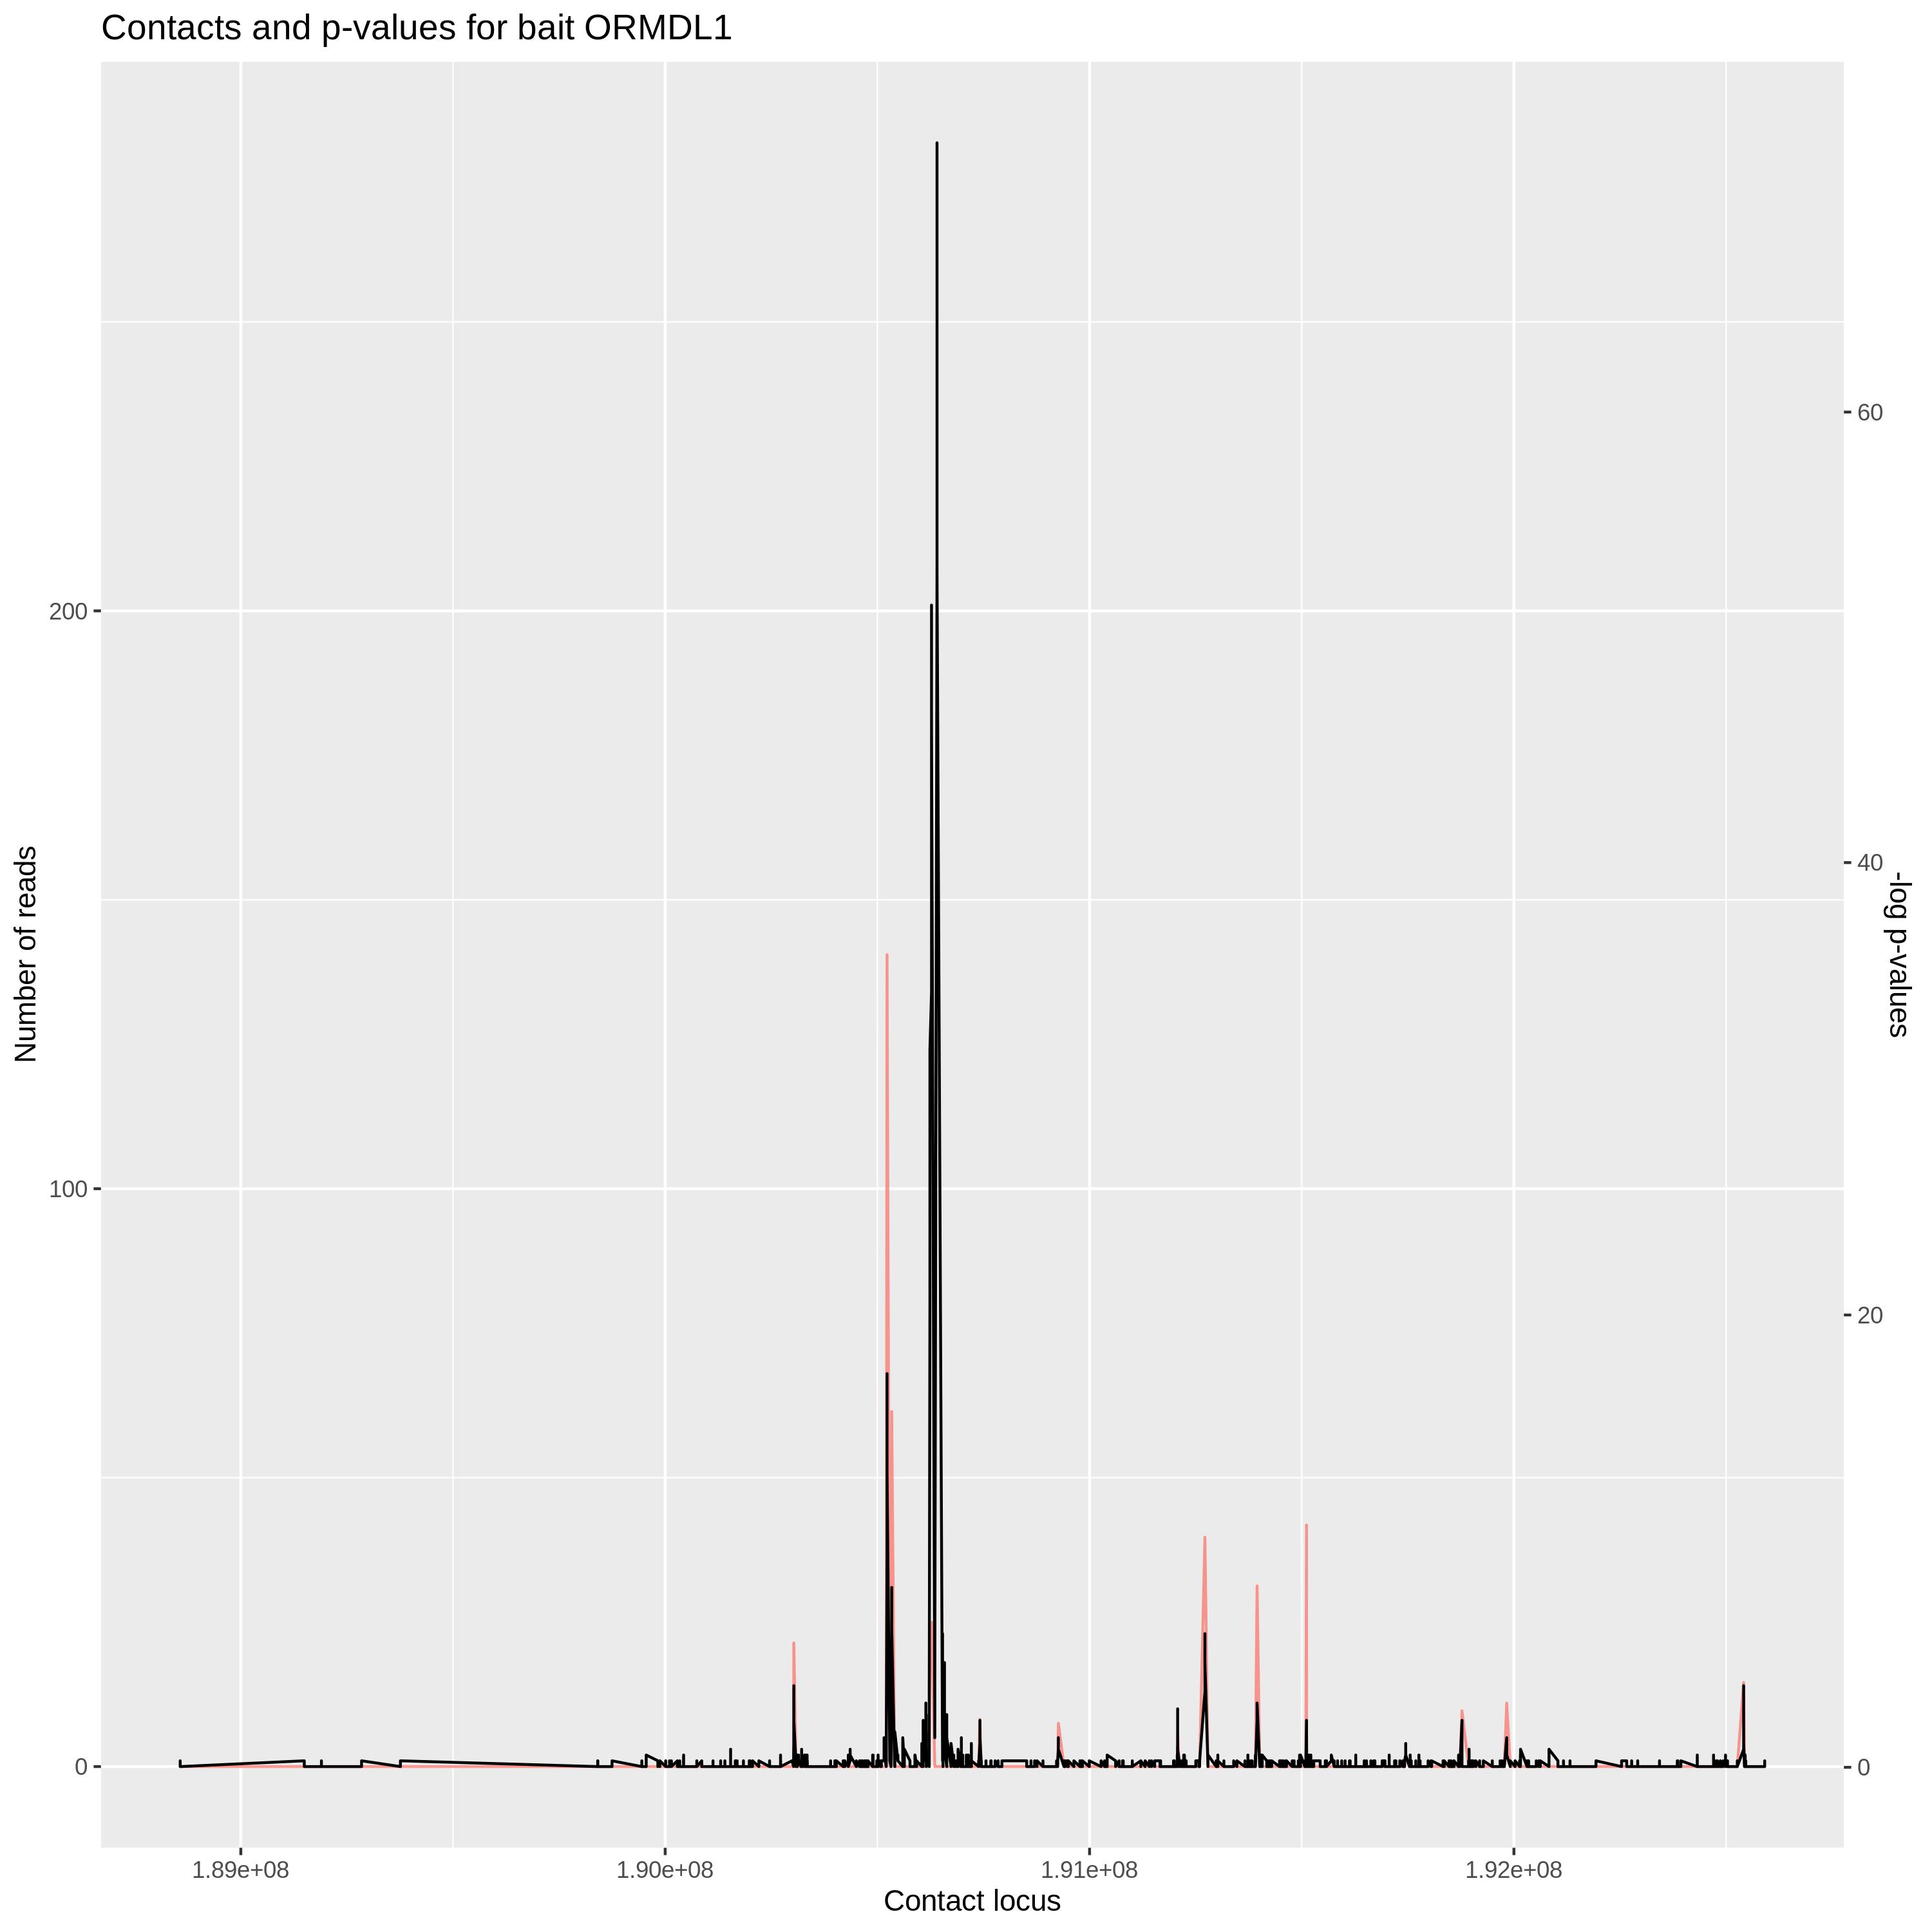 Contacts and p-values for bait ORMDL1
Number of reads
200
100
0
60
40
20
0
-log p-values
1.89e+08
1.90e+08
1.91e+08
1.92e+08
Contact locus